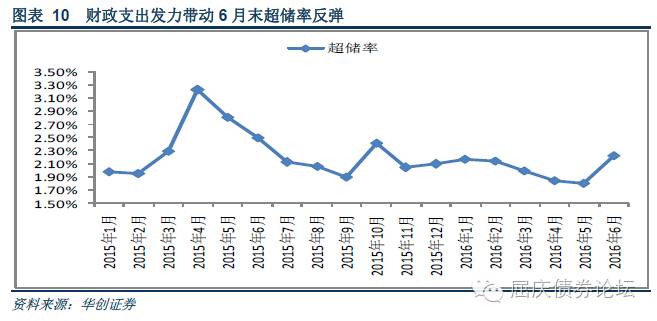 图表 10 财政支出发力带动 6 月末超储率反弹
超储率
3.50%
3.30%
3.10%
2.90%
2.70%
2.50%
2.30%
2.10%
1.90%
1.70%
1.50%
2015年1月
2015年2月
2015年3月
2015年4月
2015年5月
2015年6月
2015年7月
2015年8月
2015年9月
2015年10月
2015年11月
2015年12月
2016年1月
2016年2月
2016年3月
2016年4月
2016年5月
2016年6月
屈庆债券论坛
资料来源：华创证券